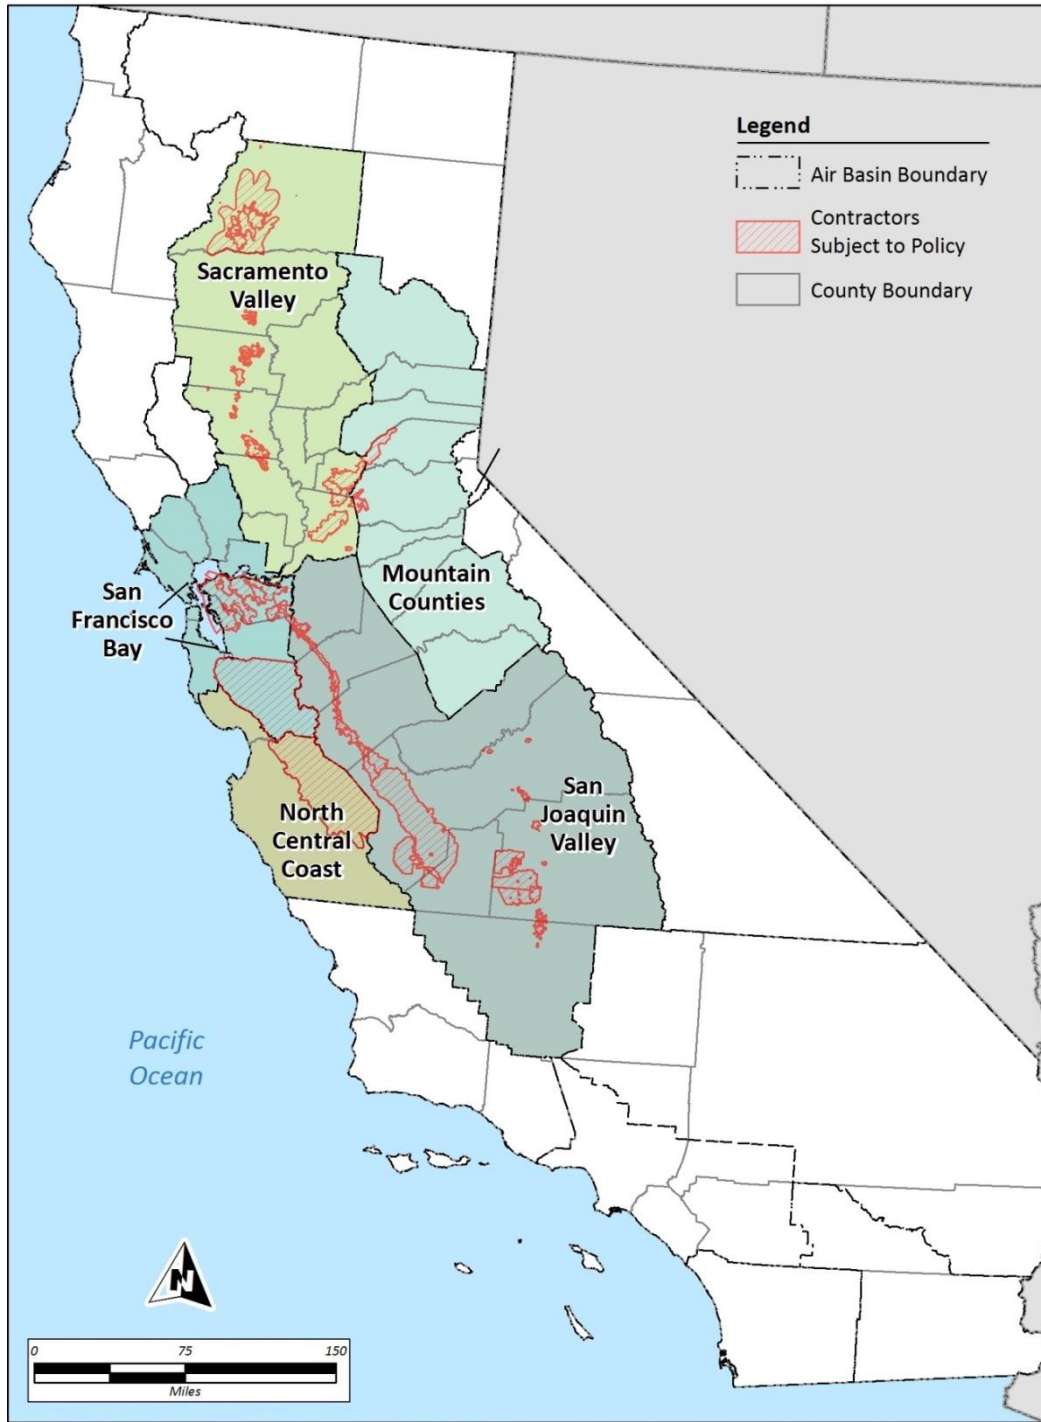 Legend
Air Basin Boundary
Contractors
Subject to Policy
County Boundary
Sacramento
Valley
Mountain
Counties
San
Francisco
Bay
San
Joaquin
Valley
North
Central
Coast
Pacific
Ocean
N
0 75 150
Miles